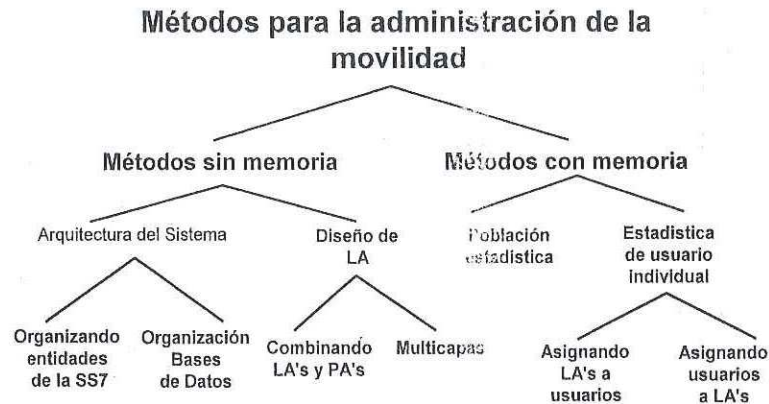 Métodos para la administración de la
movilidad
Métodos sin memoria
Métodos con memoria
Arquitectura del Sistema
Diseño de
LA
Población
estadística
Estadistica
de usuario
individual
Organizando
entidades
de la SS7
Organización
Bases
de Datos
Combinando
LA's y PA's
Multicapas
Asignando
LA's a
usuarios
Asignando
usuarios
a LA's